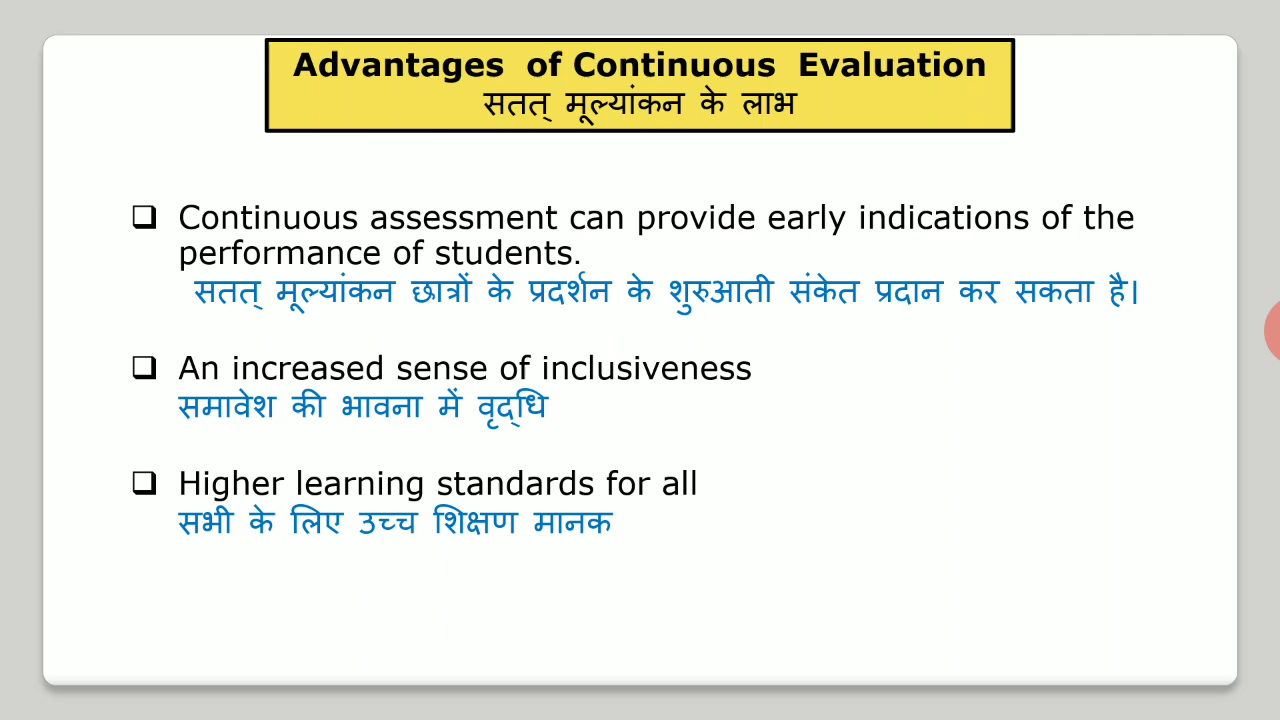 Advantages of Continuous Evaluation
सतत् मूल्यांकन के लाभ
❑ Continuous assessment can provide early indications of the
performance of students.
सतत् मूल्यांकन छात्रों के प्रदर्शन के शुरुआती संकेत प्रदान कर सकता है।
❑ An increased sense of inclusiveness
समावेश की भावना में वृद्धि
❑ Higher learning standards for all
सभी के लिए उच्च शिक्षण मानक